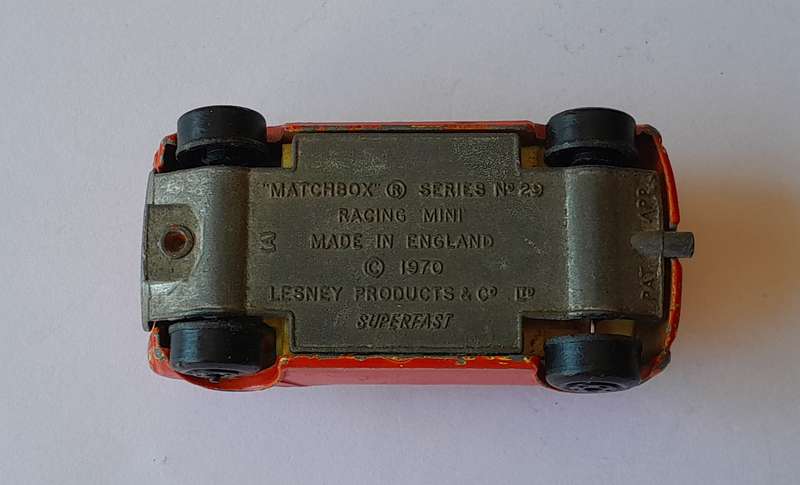 "MATCHBOX" ® SERIES Nº 29
RACING MINI
MADE IN ENGLAND
© 1970
LESNEY PRODUCTS & Cº LTD
SUPERFAST
PAT APP